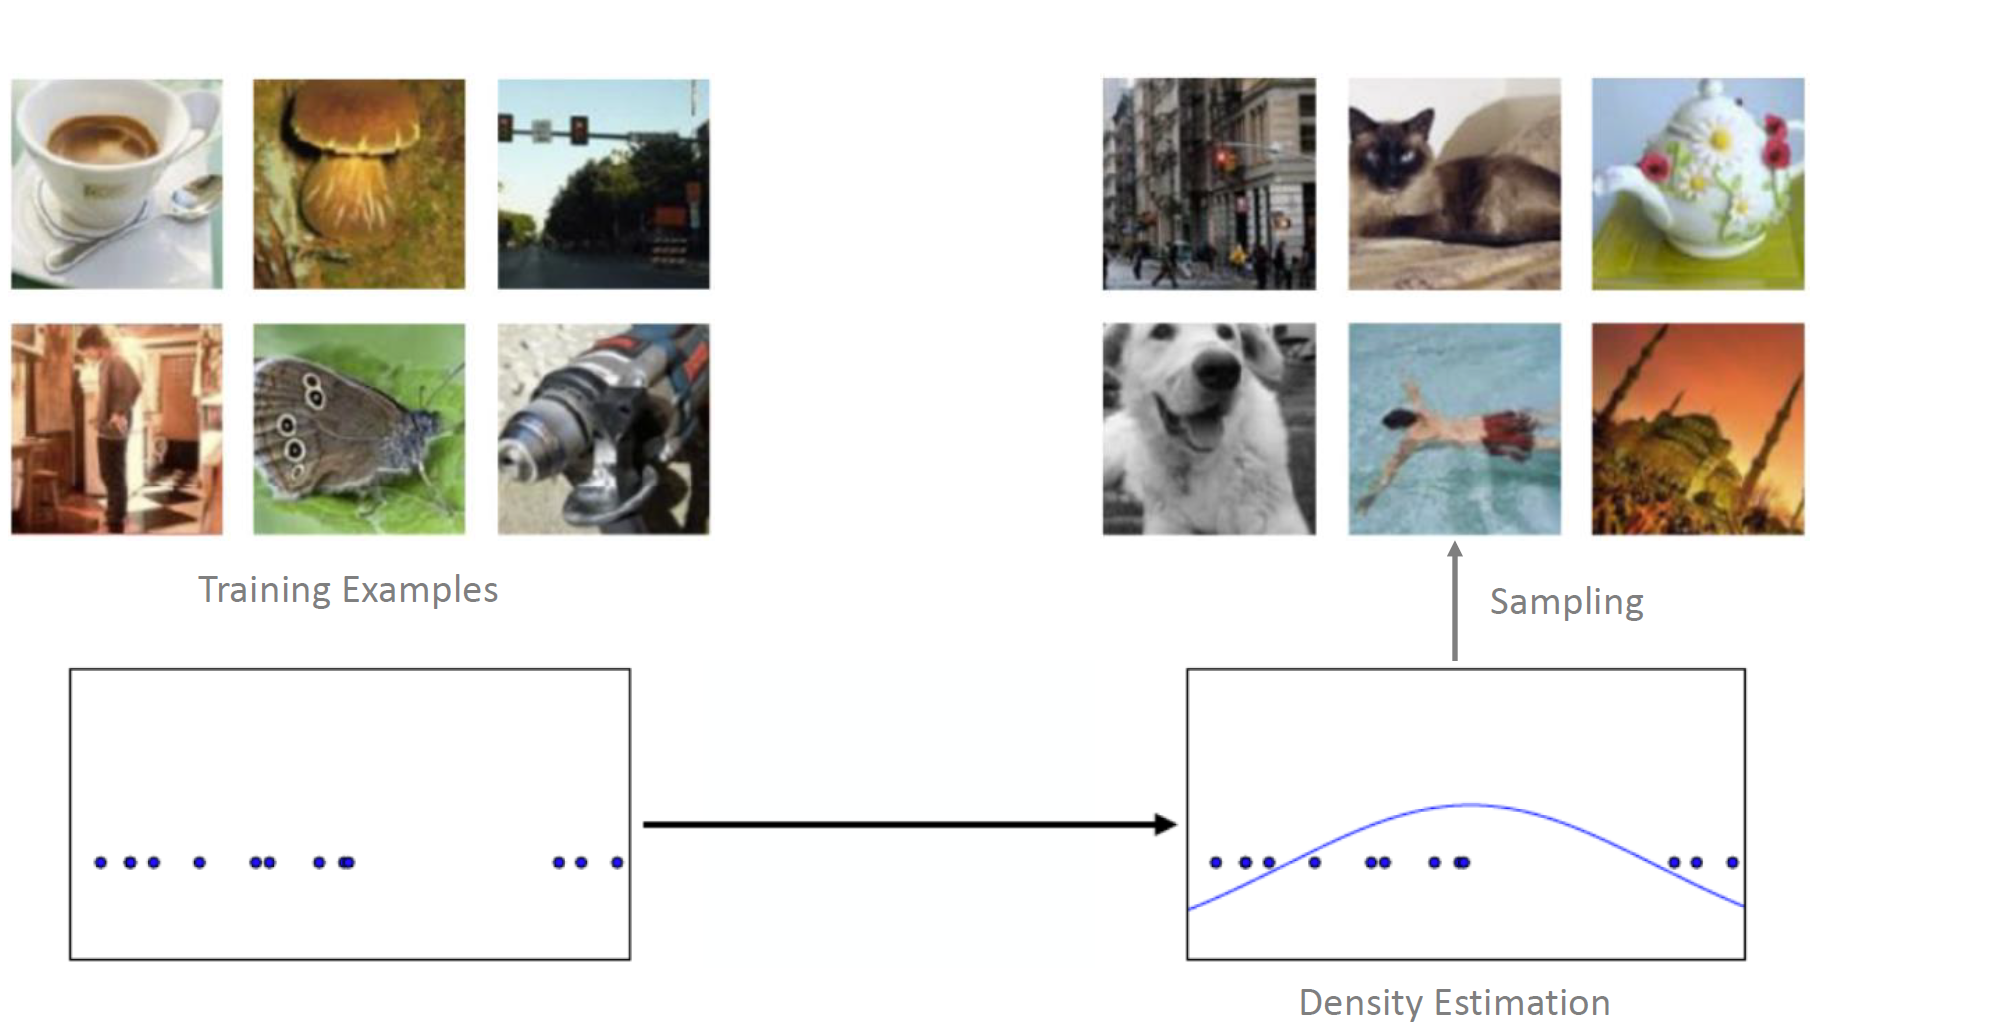 Training Examples
Sampling
Density Estimation